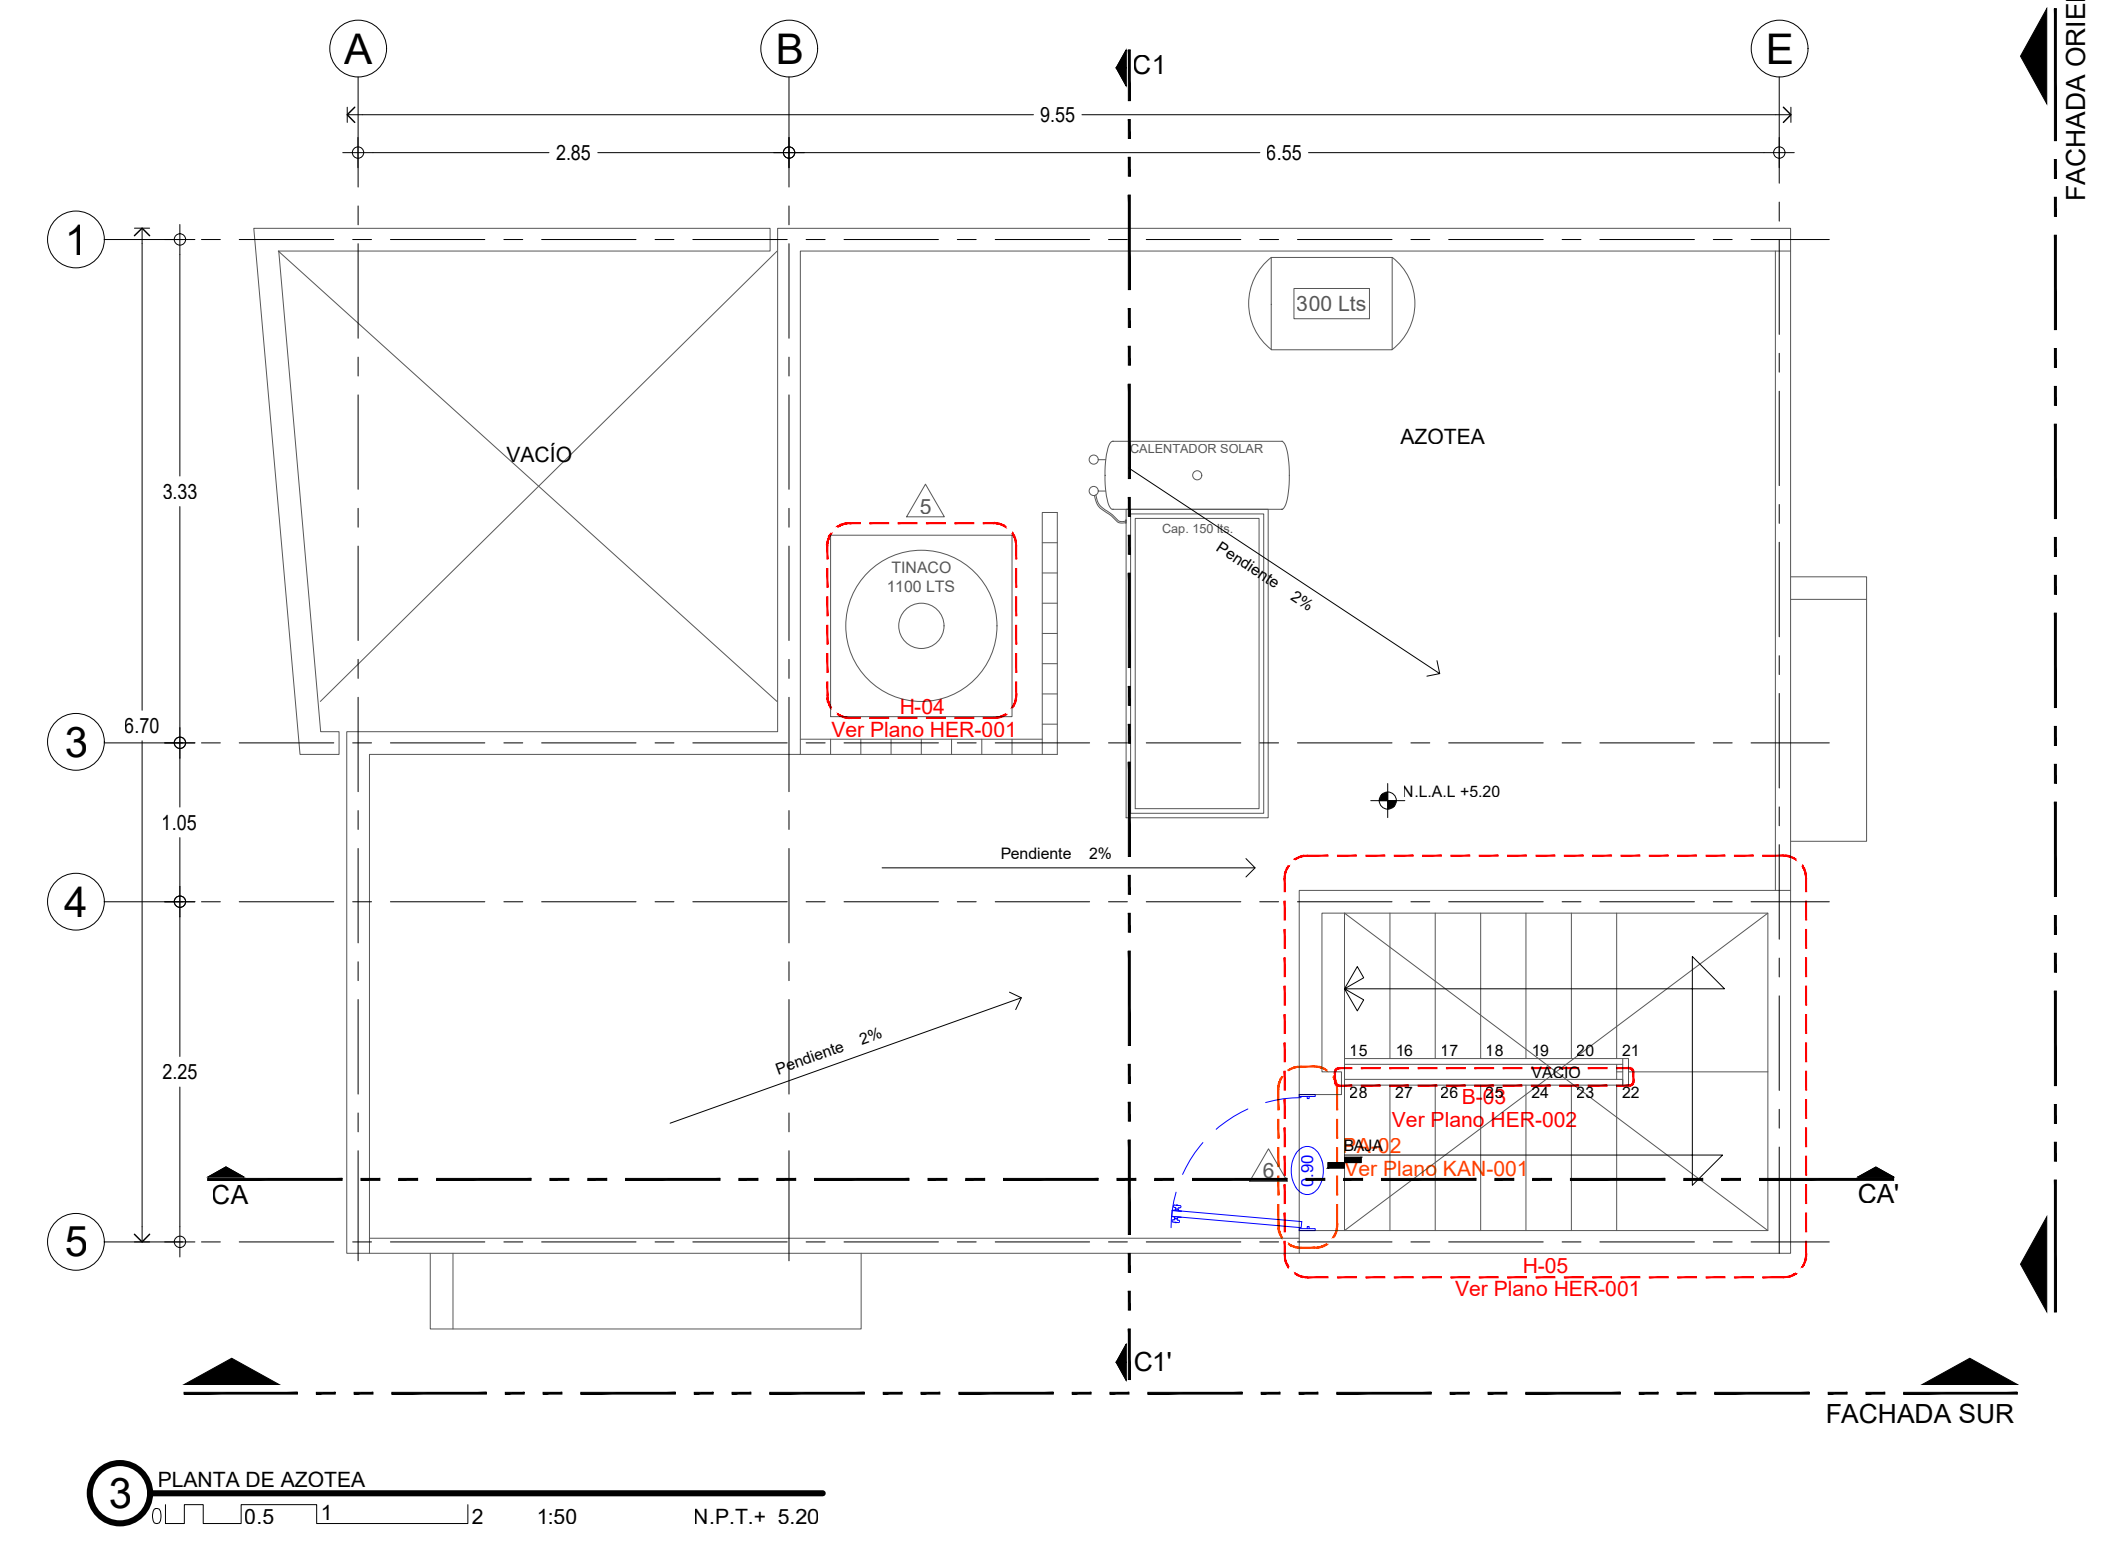 A
B
E
C1
FACHADA ORIE
9.55
2.85
6.55
1
300 Lts
AZOTEA
VACÍO
CALENTADOR SOLAR
3.33
5
Cap. 150 lts.
Pendiente 2%
TINACO
1100 LTS
H-04
Ver Plano HER-001
6.70
3
N.L.A.L +5.20
1.05
Pendiente 2%
4
Pendiente 2%
2.25
15 16 17 18 19 20 21
VACIO
28 27 26 25 24 23 22
B-03
Ver Plano HER-002
BAJA
PA-02
Ver Plano KAN-001
6
0.90
CA
CA'
5
H-05
Ver Plano HER-001
C1'
FACHADA SUR
3
PLANTA DE AZOTEA
0 0.5 1 2 1:50 N.P.T.+ 5.20